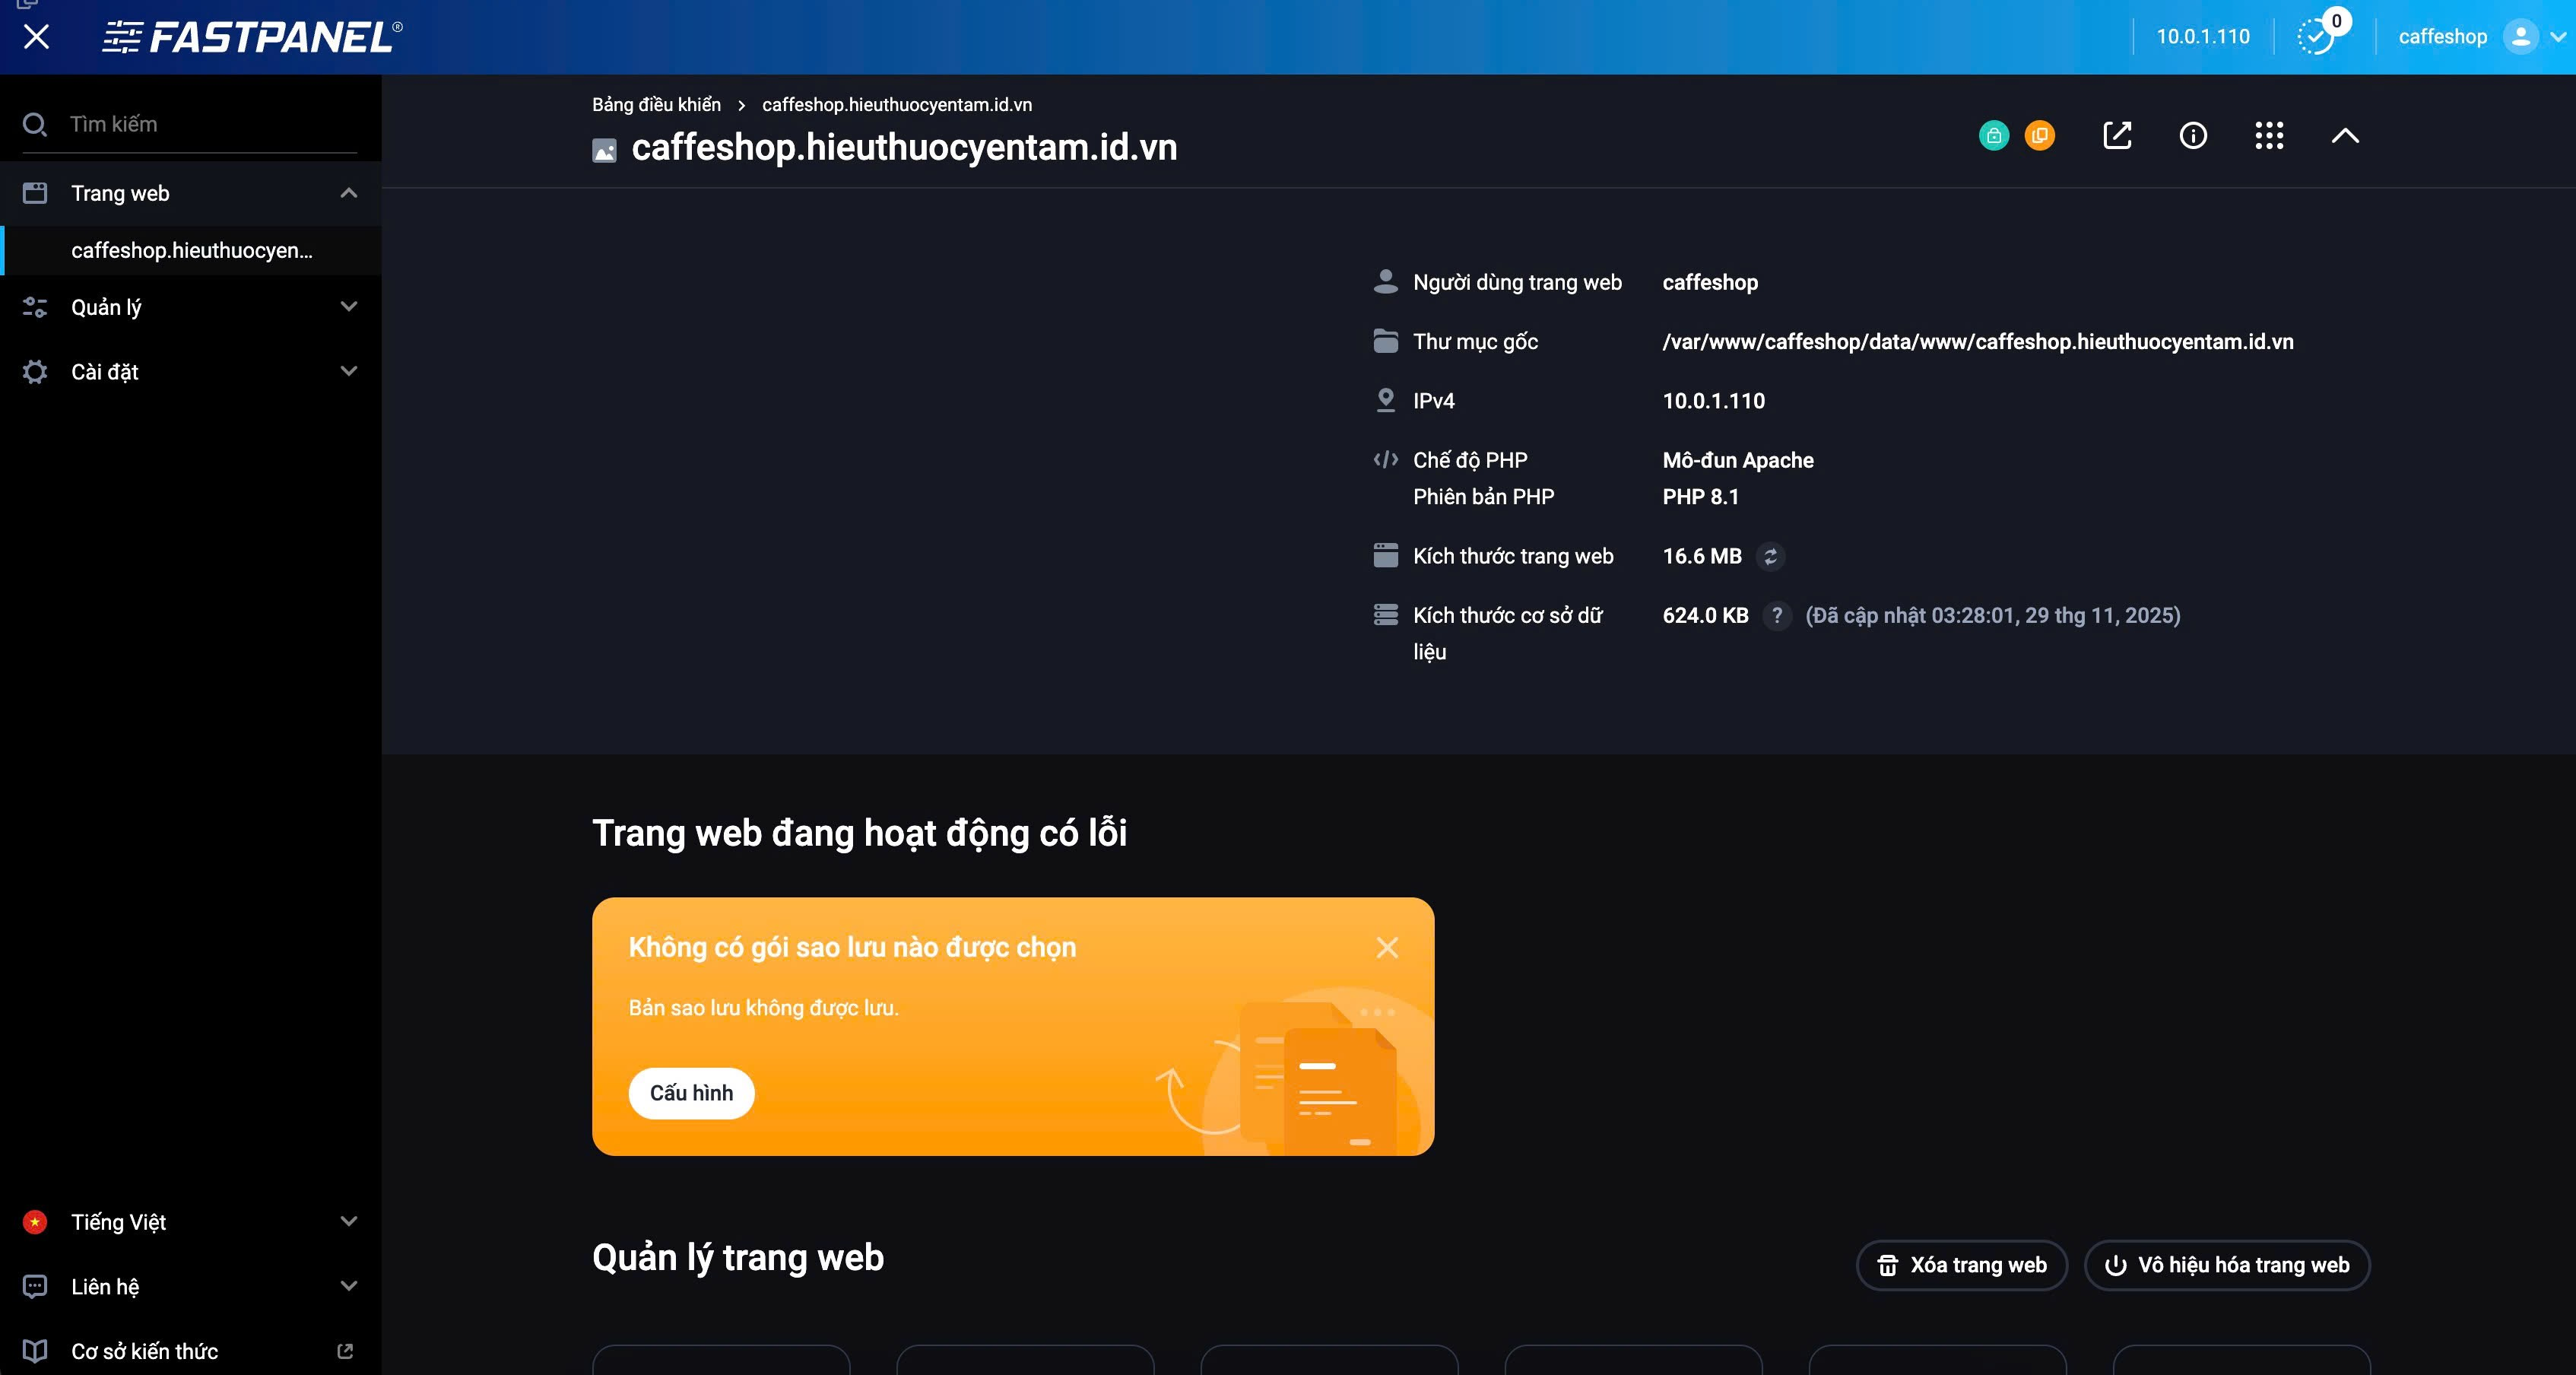 FASTPANEL®
10.0.1.110
0
caffeshop
Tìm kiếm
Trang web
caffeshop.hieuthuocyen...
Quản lý
Cài đặt
Tiếng Việt
Liên hệ
Cơ sở kiến thức
Bảng điều khiển > caffeshop.hieuthuocyentam.id.vn
caffeshop.hieuthuocyentam.id.vn
Người dùng trang web caffeshop
Thư mục gốc /var/www/caffeshop/data/www/caffeshop.hieuthuocyentam.id.vn
IPv4 10.0.1.110
Chế độ PHP Mô-đun Apache
Phiên bản PHP PHP 8.1
Kích thước trang web 16.6 MB
Kích thước cơ sở dữ 624.0 KB ? (Đã cập nhật 03:28:01, 29 thg 11, 2025)
liệu
Trang web đang hoạt động có lỗi
Không có gói sao lưu nào được chọn
Bản sao lưu không được lưu.
Cấu hình
Quản lý trang web
Xóa trang web
Vô hiệu hóa trang web